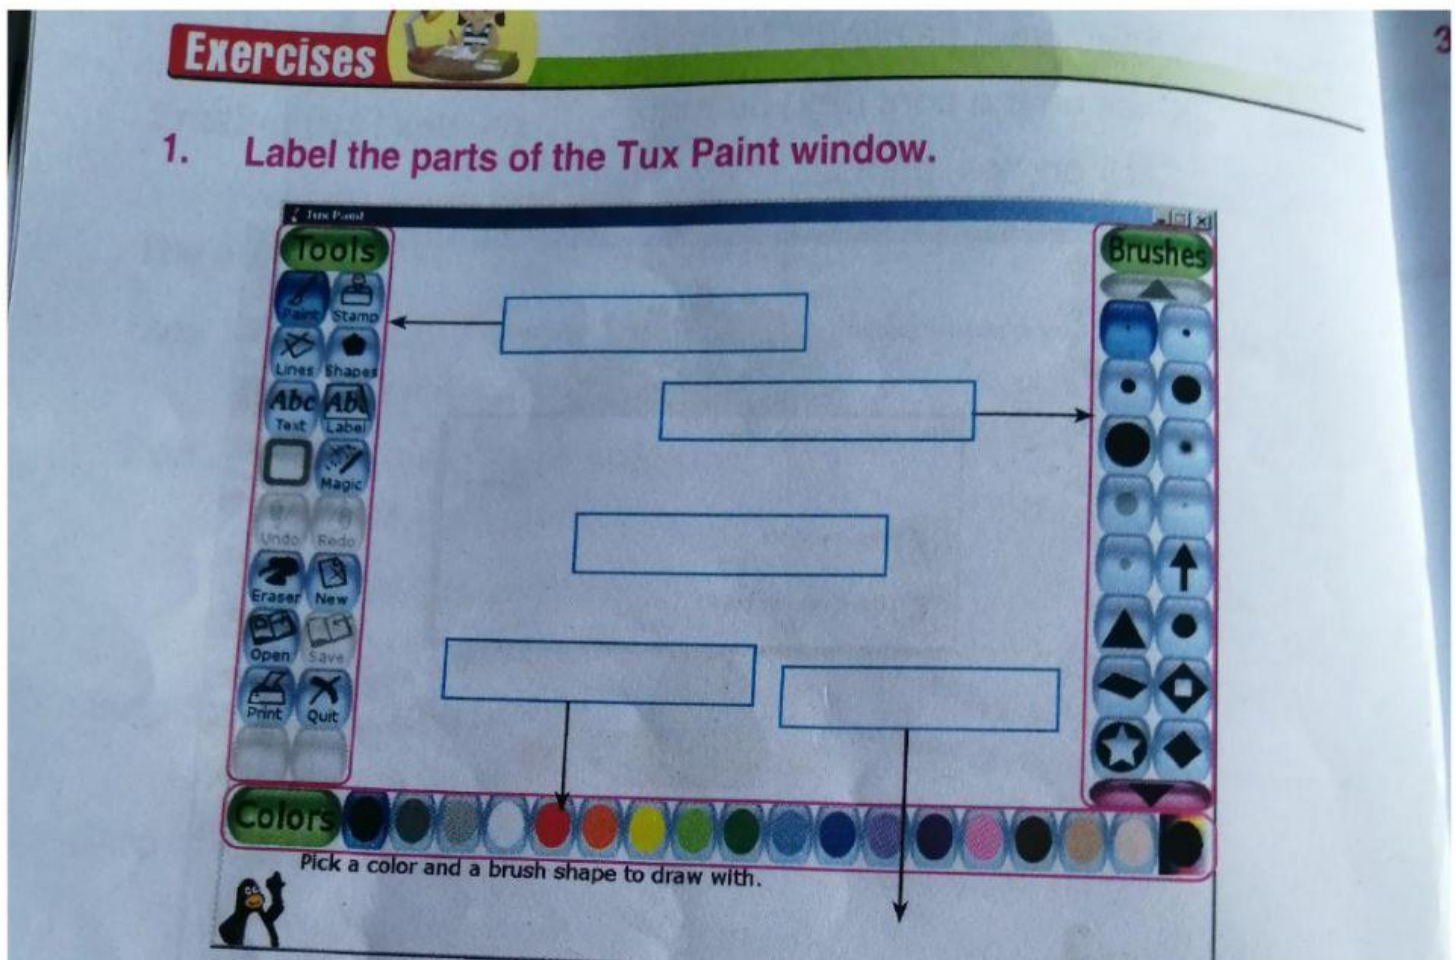 Exercises
3
1. Label the parts of the Tux Paint window.
Tux Paint
Tools
Brushes
Paint Stamp
Lines Shapes
Abc Abc
Text Label
Magic
Undo Redo
Eraser New
Open Save
Print Quit
Colors
Pick a color and a brush shape to draw with.